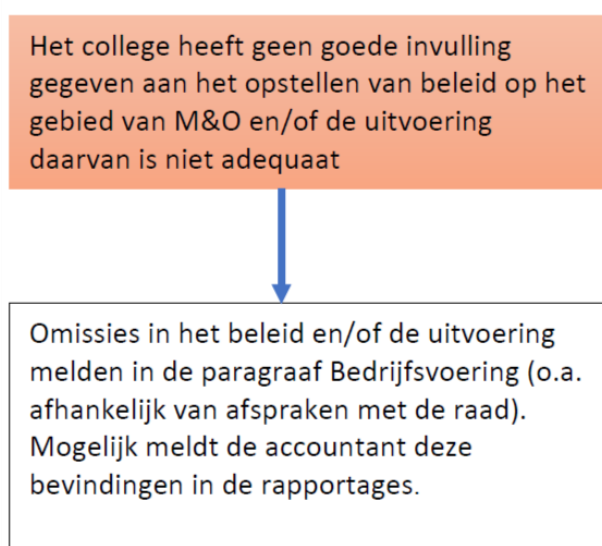 Het college heeft geen goede invulling
gegeven aan het opstellen van beleid op het
gebied van M&O en/of de uitvoering
daarvan is niet adequaat
Omissies in het beleid en/of de uitvoering
melden in de paragraaf Bedrijfsvoering (o.a.
afhankelijk van afspraken met de raad).
Mogelijk meldt de accountant deze
bevindingen in de rapportages.